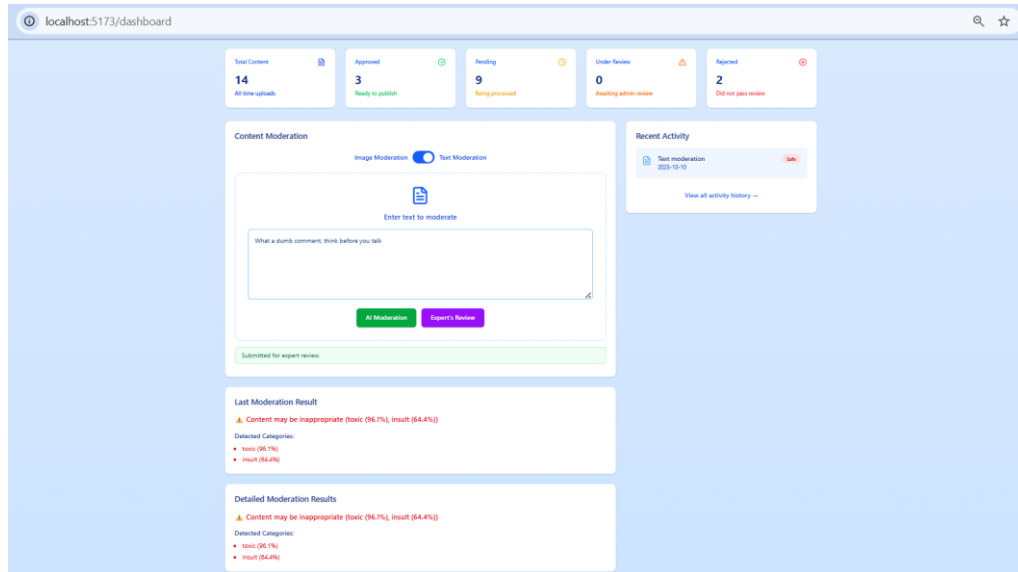 localhost:5173/dashboard
Total Content
14
All time uploads
Approved
3
Ready to publish
Pending
9
Being processed
Under Review
0
Awaiting admin review
Rejected
2
Did not pass review
Content Moderation
Image Moderation Text Moderation
Enter text to moderate
What a dumb comment, think before you talk
AI Moderation Expert's Review
Submitted for expert review.
Recent Activity
Text moderation Safe
2025-10-10
View all activity history →
Last Moderation Result
⚠ Content may be inappropriate (toxic (96.1%), insult (64.4%))
Detected Categories:
• toxic (96.1%)
• insult (64.4%)
Detailed Moderation Results
⚠ Content may be inappropriate (toxic (96.1%), insult (64.4%))
Detected Categories:
• toxic (96.1%)
• insult (64.4%)